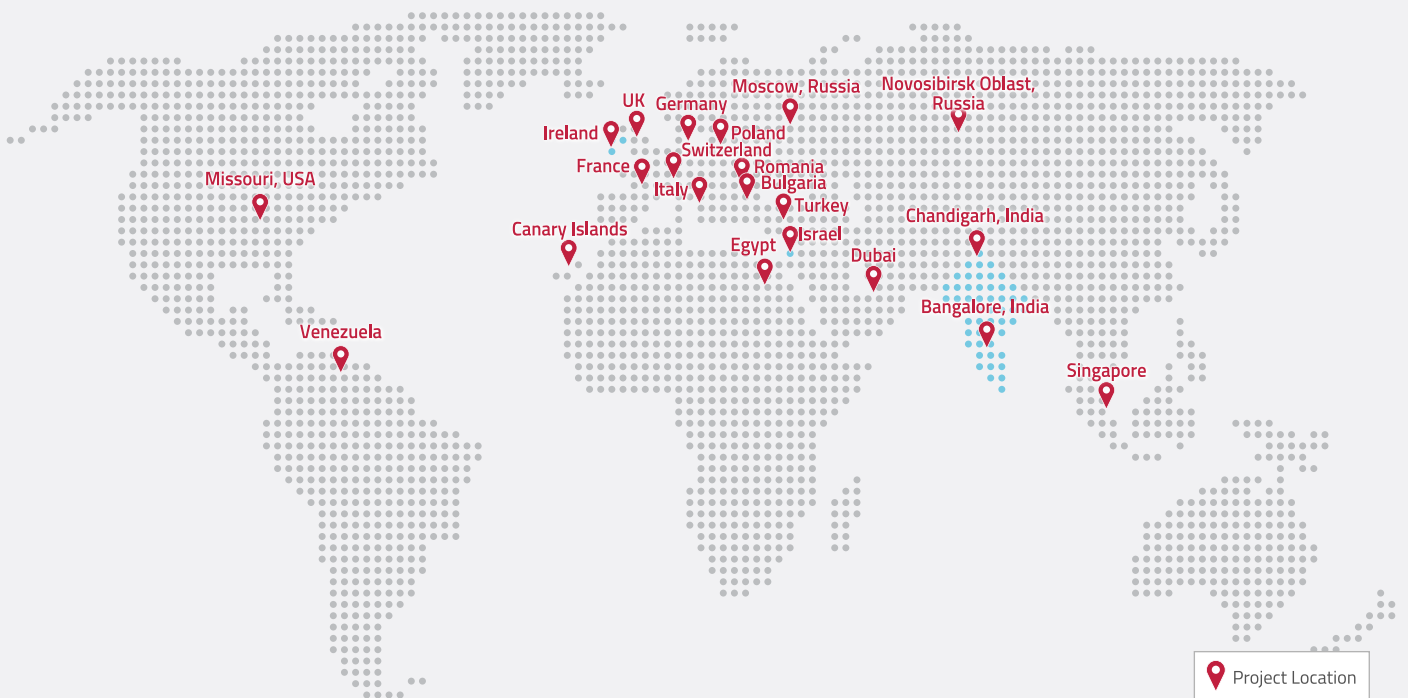 Moscow, Russia
Novosibirsk Oblast,
Russia
UK
Germany
Ireland
Poland
Switzerland
France
Romania
Missouri, USA
Italy
Bulgaria
Turkey
Chandigarh, India
Canary Islands
Israel
Egypt
Dubai
Bangalore, India
Venezuela
Singapore
Project Location